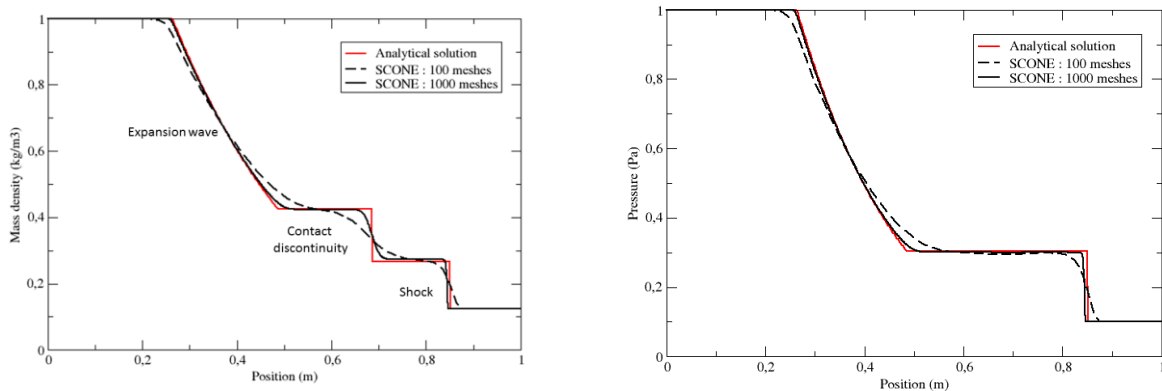 Analytical solution
SCONE : 100 meshes
SCONE : 1000 meshes
Expansion wave
Contact
discontinuity
Shock
Mass density (kg/m3)
1
0,8
0,6
0,4
0,2
0
0
0,2
0,4
0,6
0,8
1
Position (m)
Analytical solution
SCONE : 100 meshes
SCONE : 1000 meshes
Pressure (Pa)
1
0,8
0,6
0,4
0,2
0
0
0,2
0,4
0,6
0,8
1
Position (m)